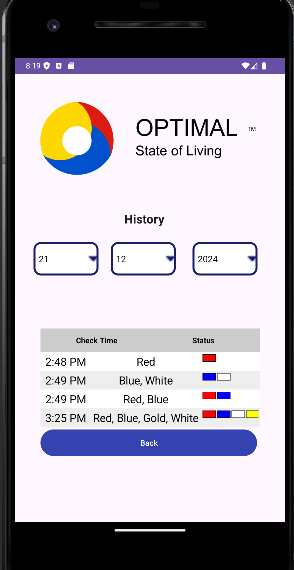 8:19
OPTIMAL TM
State of Living
History
21 12 2024
Check Time Status
2:48 PM Red
2:49 PM Blue, White
2:49 PM Red, Blue
3:25 PM Red, Blue, Gold, White
Back